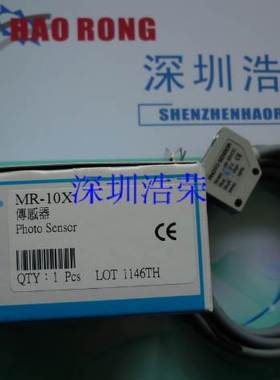 HAO RONG
深圳浩
SHENZHENHAOR
深圳浩荣
MR-10X
傳感器
Photo Sensor
CE
QTY : 1 Pcs LOT 1146TH